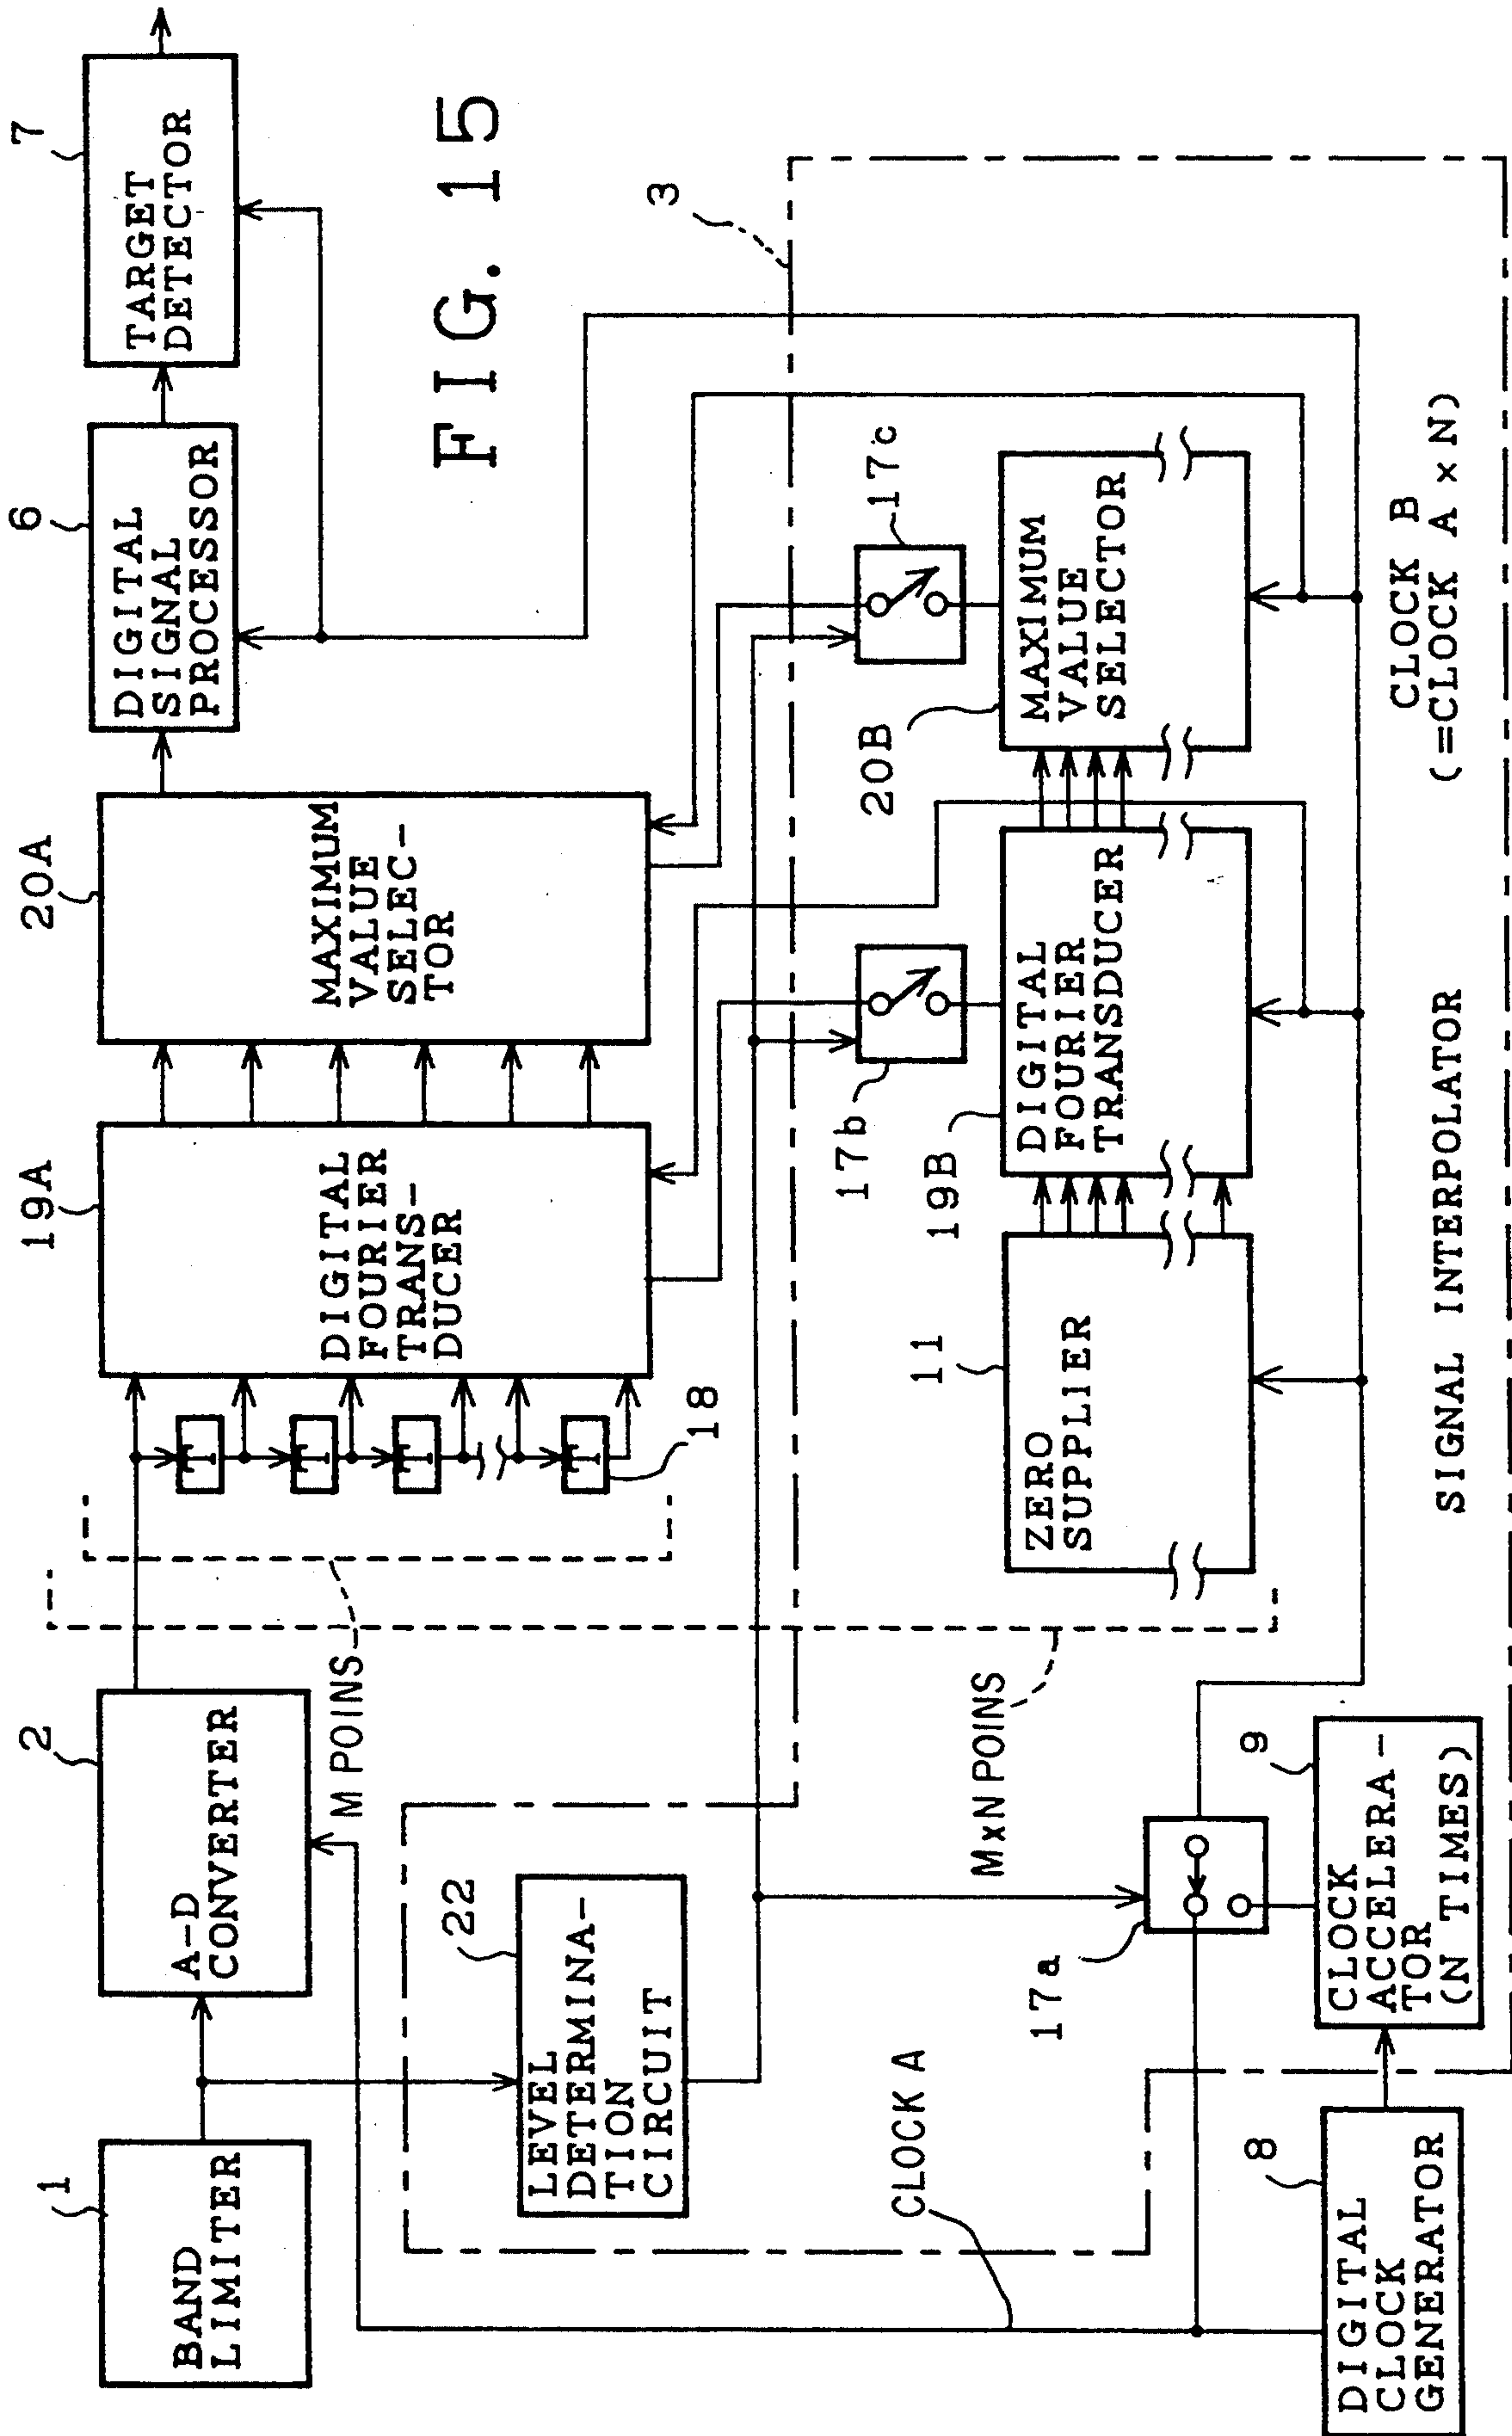 1
BAND
LIMITER
2
A-D
CONVERTER
M POINS
19A
DIGITAL
FOURIER
TRANS-
DUCER
T
T
T
T
18
20A
MAXIMUM
VALUE
SELEC-
TOR
6
DIGITAL
SIGNAL
PROCESSOR
7
TARGET
DETECTOR
FIG. 15
22
LEVEL
DETERMINA-
TION
CIRCUIT
CLOCK A
M×N POINS
3
17a
17b
17c
11
ZERO
SUPPLIER
19B
DIGITAL
FOURIER
TRANSDUCER
20B
MAXIMUM
VALUE
SELECTOR
8
DIGITAL
CLOCK
GENERATOR
9
CLOCK
ACCELERA-
TOR
(N TIMES)
CLOCK B
(=CLOCK A × N)
SIGNAL INTERPOLATOR